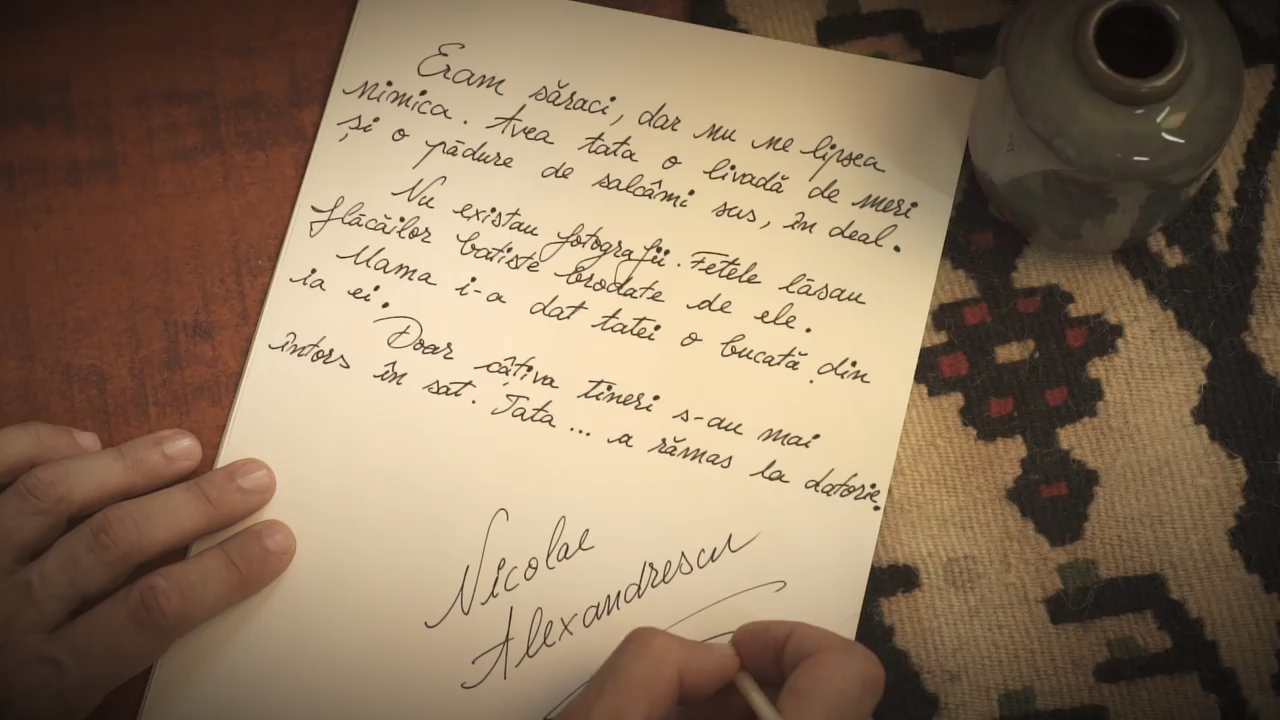 Eram săraci, dar nu ne lipsea
nimica. Avea tata o livadă de meri
și o pădure de salcâmi sus, în deal.
Nu existau fotografii. Fetele lăsau
flăcăilor batiste brodate de ele.
Mama i-a dat tatei o bucată din
ia ei.
Doar câțiva tineri s-au mai
întors în sat. Tata... a rămas la datorie.
Nicolae
Alexandrescu